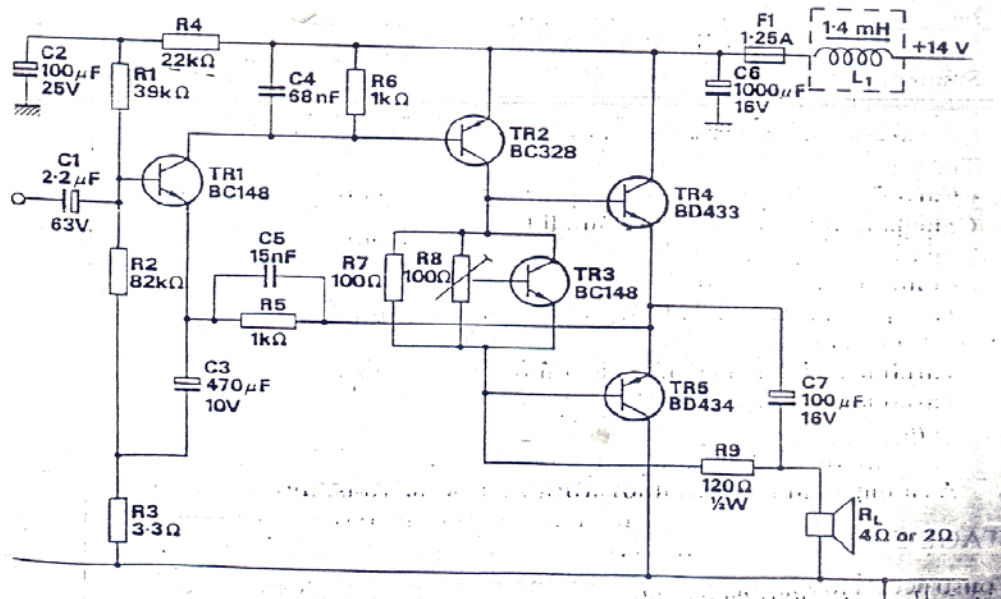 R4
22kΩ
C2
100µF
25V
R1
39kΩ
C4
68nF
R6
1kΩ
F1
1·25A
1·4 mH
L1
+14 V
C6
1000µF
16V
TR2
BC328
C1
2·2µF
63V
TR1
BC148
TR4
BD433
C5
15nF
R7
100Ω
R8
100Ω
TR3
BC148
R2
82kΩ
R5
1kΩ
C3
470µF
10V
TR5
BD434
C7
100µF
16V
R9
120Ω
½W
R3
3·3Ω
RL
4Ω or 2Ω